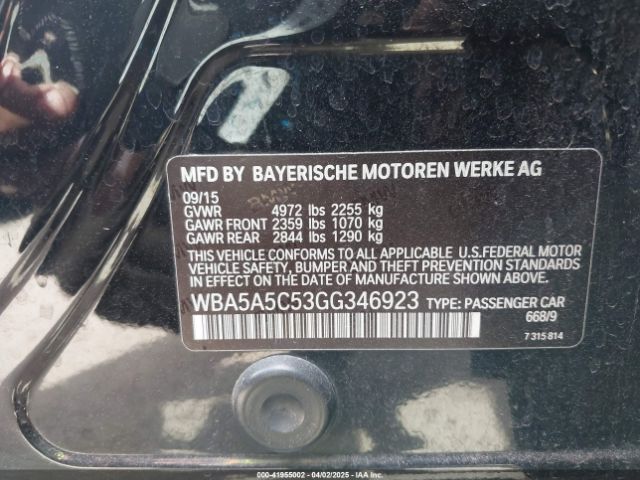 MFD BY BAYERISCHE MOTOREN WERKE AG
09/15
GVWR 4972 lbs 2255 kg
GAWR FRONT 2359 lbs 1070 kg
GAWR REAR 2844 lbs 1290 kg
THIS VEHICLE CONFORMS TO ALL APPLICABLE U.S.FEDERAL MOTOR
VEHICLE SAFETY, BUMPER AND THEFT PREVENTION STANDARDS
IN EFFECT ON THE DATE OF MANUFACTURE SHOWN ABOVE.
WBA5A5C53GG346923 TYPE: PASSENGER CAR
668/9
7 315 814
000-41955002 - 04/02/2025 - IAA Inc.